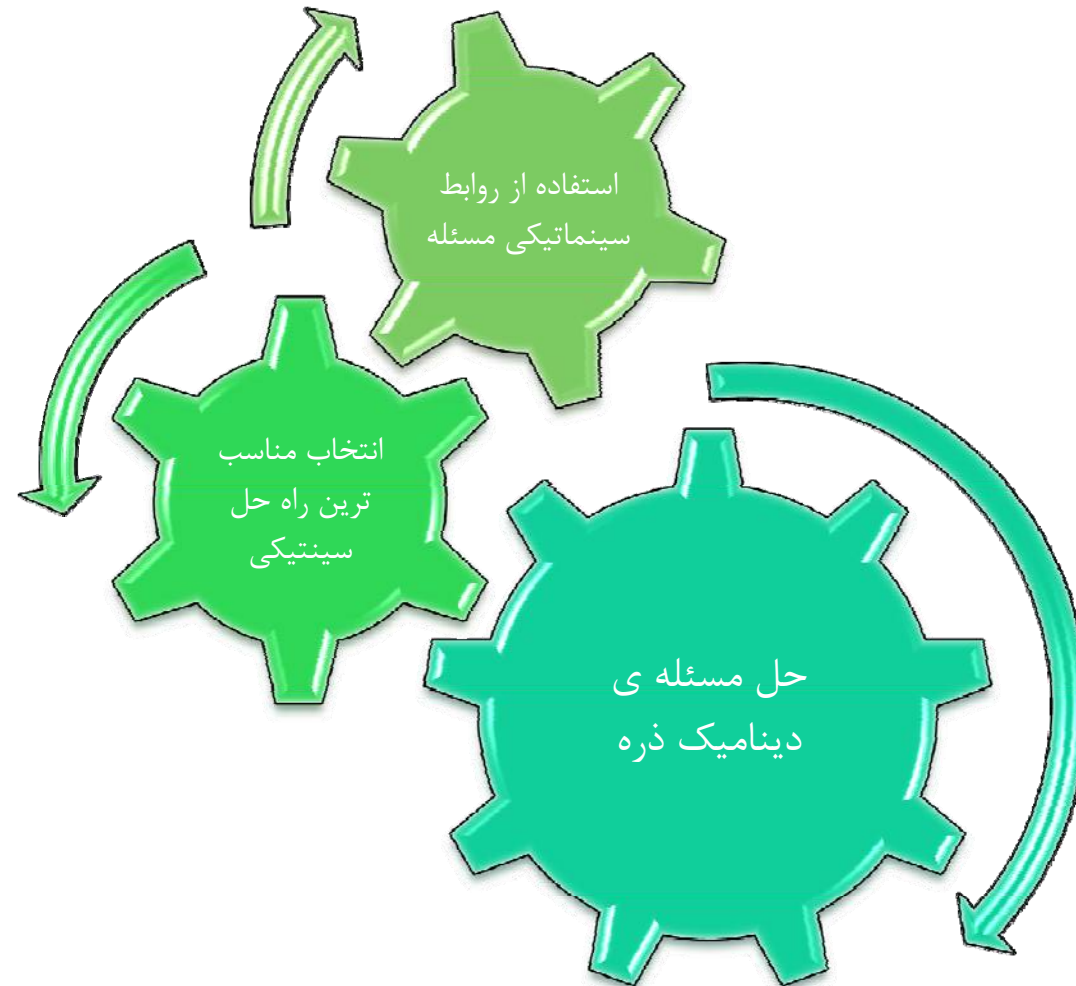 استفاده از روابط
سینماتیکی مسئله
انتخاب مناسب
ترین راه حل
سینتیکی
حل مسئله ی
دینامیک ذره